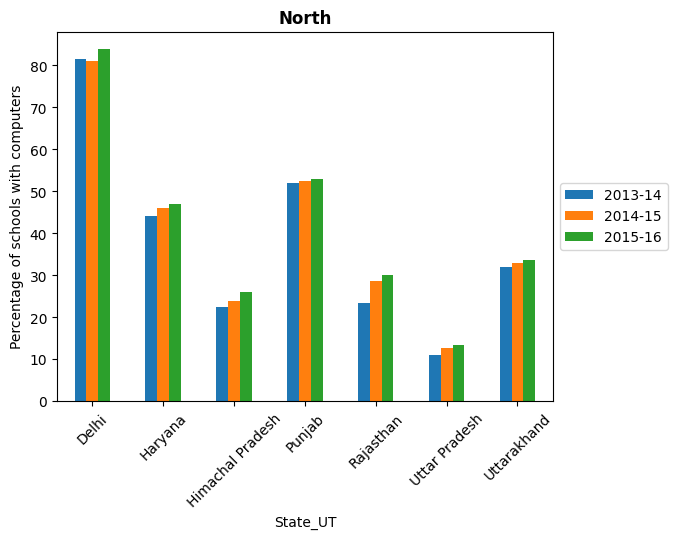 North
Percentage of schools with computers
80
70
60
50
40
30
20
10
0
Delhi
Haryana
Himachal Pradesh
Punjab
Rajasthan
Uttar Pradesh
Uttarakhand
State_UT
2013-14
2014-15
2015-16